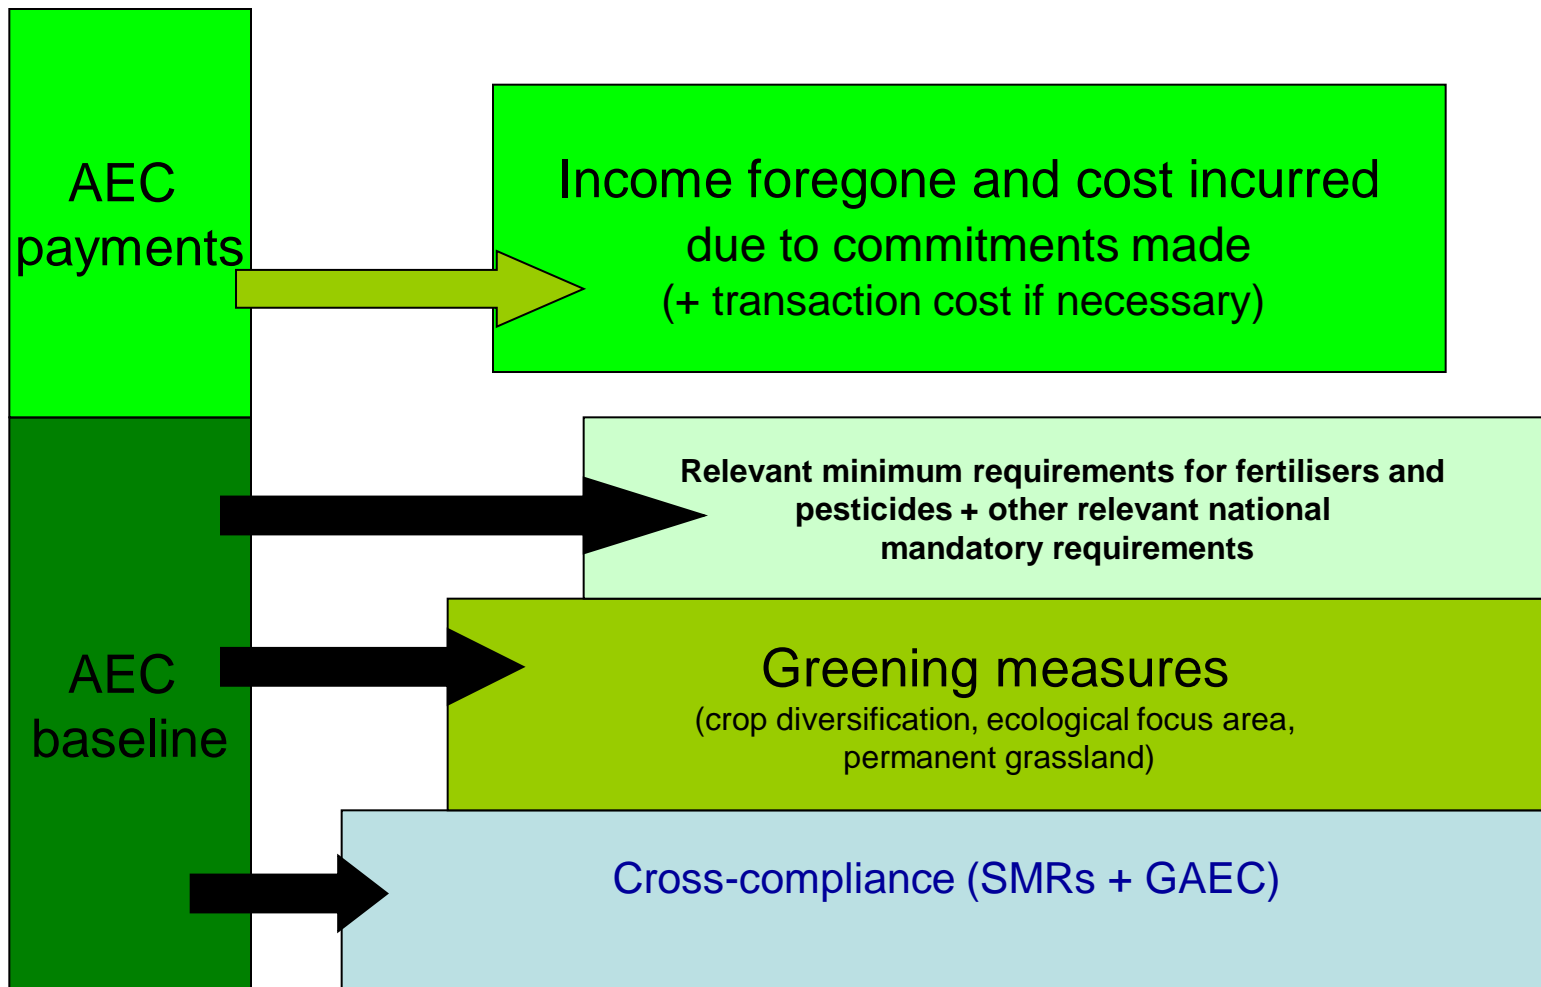 AEC
payments
Income foregone and cost incurred
due to commitments made
(+ transaction cost if necessary)
AEC
baseline
Relevant minimum requirements for fertilisers and
pesticides + other relevant national
mandatory requirements
Greening measures
(crop diversification, ecological focus area,
permanent grassland)
Cross-compliance (SMRs + GAEC)